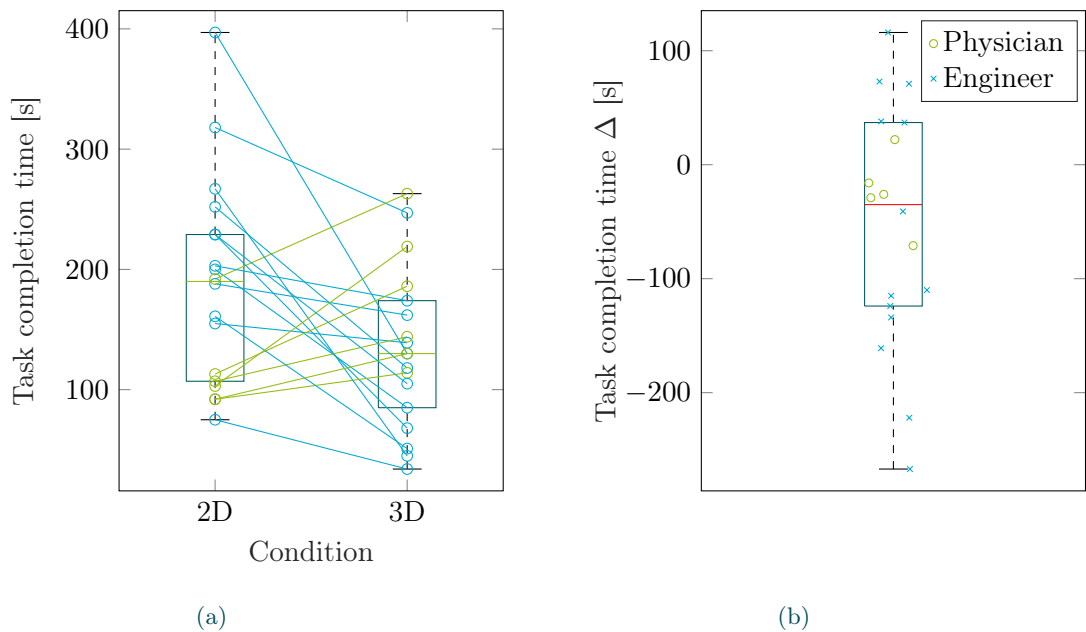 400
300
200
100
Task completion time [s]
2D
3D
Condition
(a)
100
0
−100
−200
Task completion time Δ [s]
Physician
Engineer
(b)